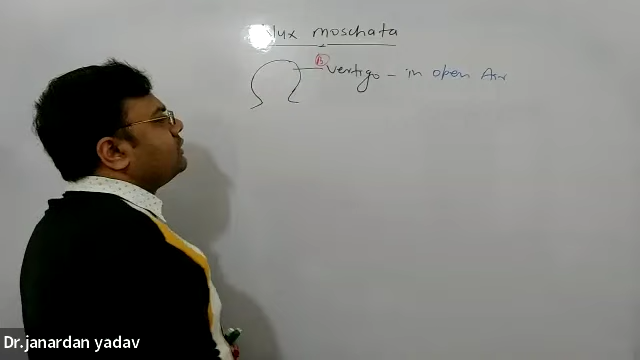 Nux moschata
Vertigo - in open Air
Dr.janardan yadav